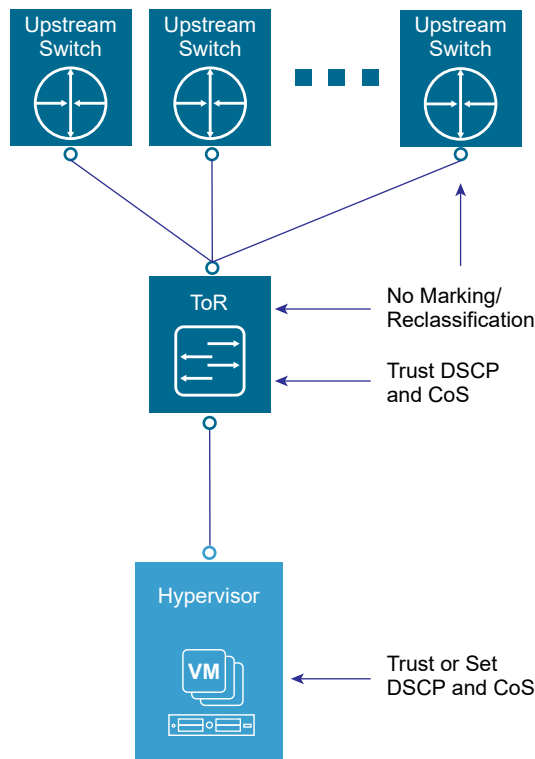 Upstream
Switch
Upstream
Switch
Upstream
Switch
ToR
No Marking/
Reclassification
Trust DSCP
and CoS
Hypervisor
VM
Trust or Set
DSCP and CoS